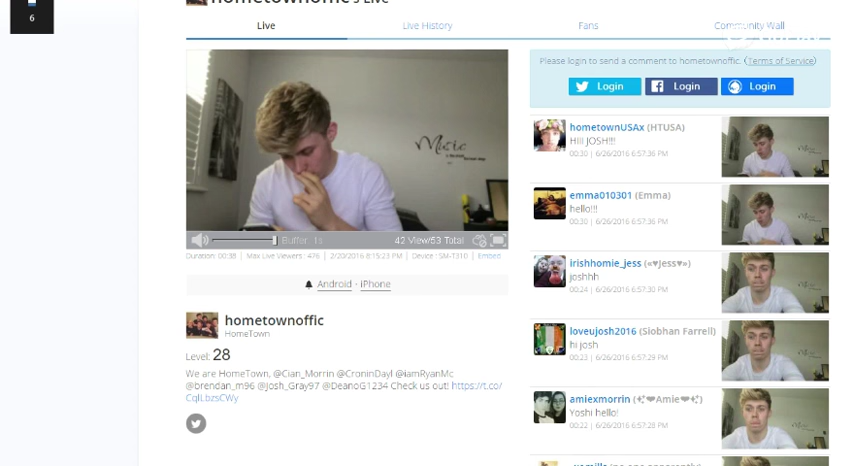 6
hometownoffic's Live
Live
Live History
Fans
Community Wall
Please login to send a comment to hometownoffic. (Terms of Service)
Login
Login
Login
Music
Buffer 1s
42 View/53 Total
Duration: 00:38 | Max Live Viewers : 476 | 2/20/2016 8:15:23 PM | Device : SM-T310 | Embed
Android - iPhone
hometownoffic
HomeTown
Level: 28
We are HomeTown, @Cian_Morrin @CroninDayl @iamRyanMc
@brendan_m96 @Josh_Gray97 @DeanoG1234 Check us out! https://t.co/
CqlLbzsCWy
hometownUSAx (HTUSA)
Hiii JOSH!!!!
00:30 | 6/26/2016 6:57:36 PM
emma010301 (Emma)
hello!!!
00:30 | 6/26/2016 6:57:36 PM
irishhomie_jess («♥Jess♥»)
joshhh
00:24 | 6/26/2016 6:57:30 PM
loveujosh2016 (Siobhan Farrell)
hi josh
00:23 | 6/26/2016 6:57:29 PM
amiexmorrin (✨❤Amie❤✨)
Yoshi hello!
00:22 | 6/26/2016 6:57:28 PM